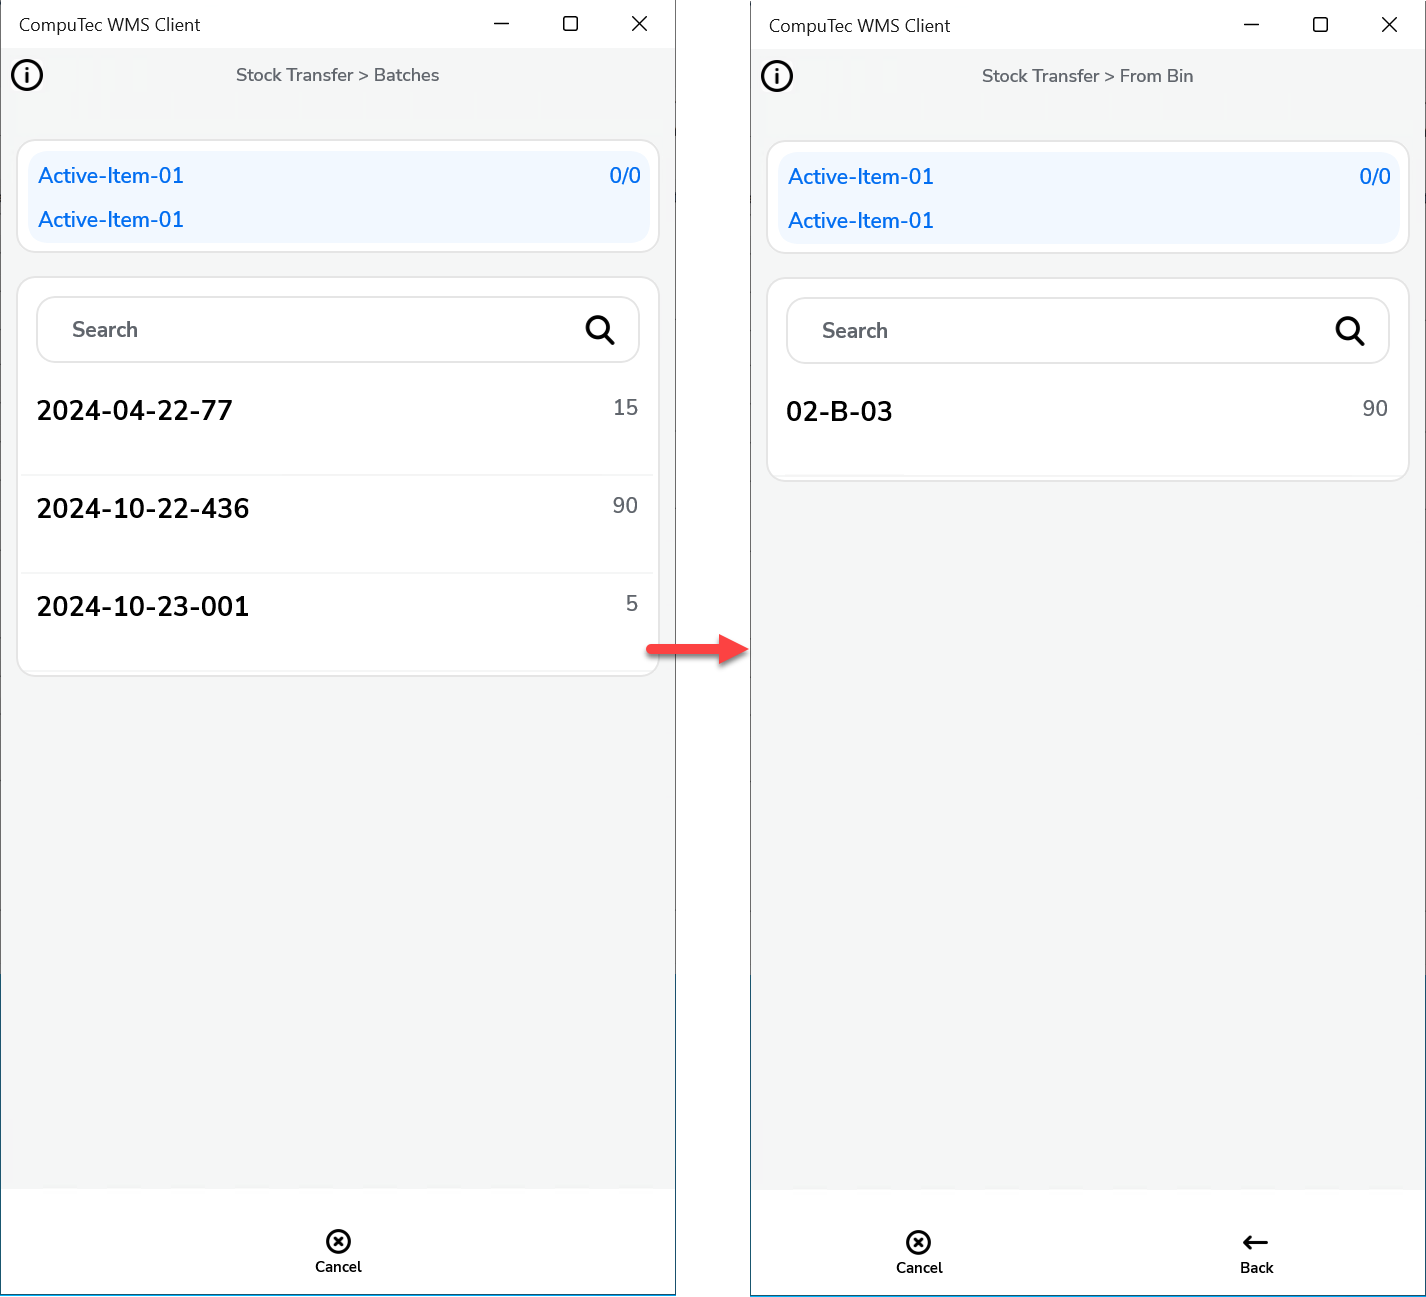 CompuTec WMS Client
Stock Transfer > Batches
Active-Item-01 0/0
Active-Item-01
Search
2024-04-22-77 15
2024-10-22-436 90
2024-10-23-001 5
Cancel
CompuTec WMS Client
Stock Transfer > From Bin
Active-Item-01 0/0
Active-Item-01
Search
02-B-03 90
Cancel Back